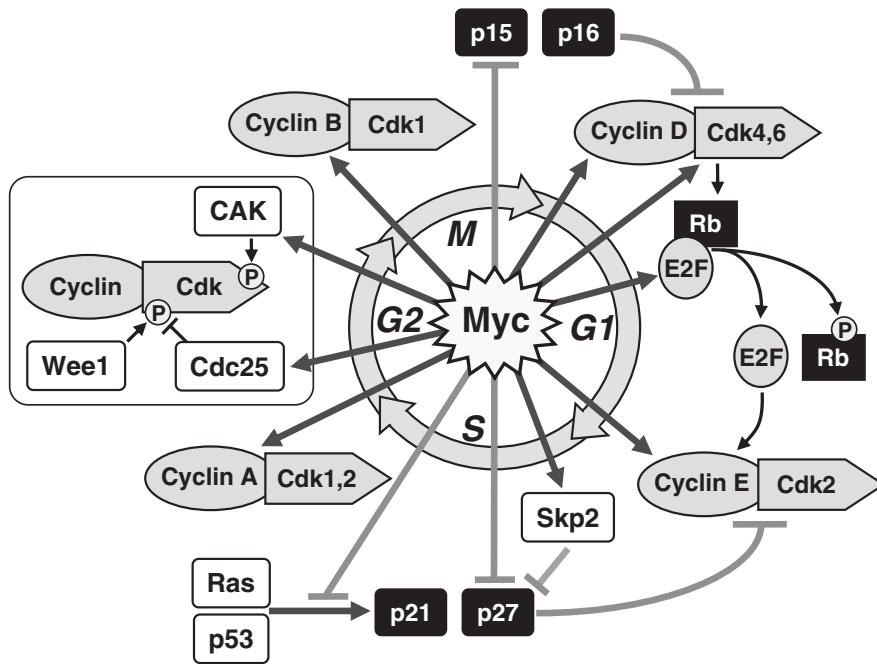 p15 p16
Cyclin B Cdk1
Cyclin D Cdk4,6
CAK
Rb
M
E2F
P
Cyclin Cdk
P
G2 Myc G1
P
Wee1 Cdc25
E2F Rb
S
Cyclin A Cdk1,2
Cyclin E Cdk2
Skp2
Ras
p21 p27
p53